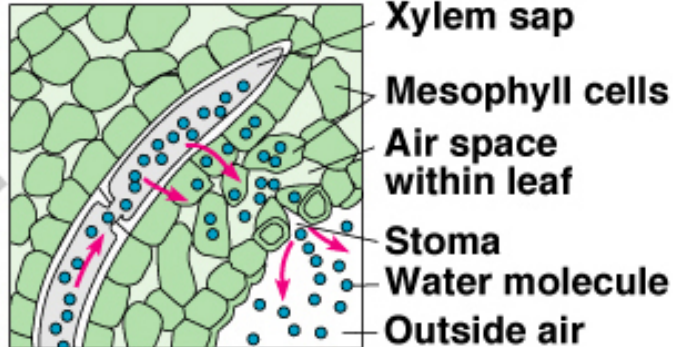 Xylem sap
Mesophyll cells
Air space
within leaf
Stoma
Water molecule
Outside air